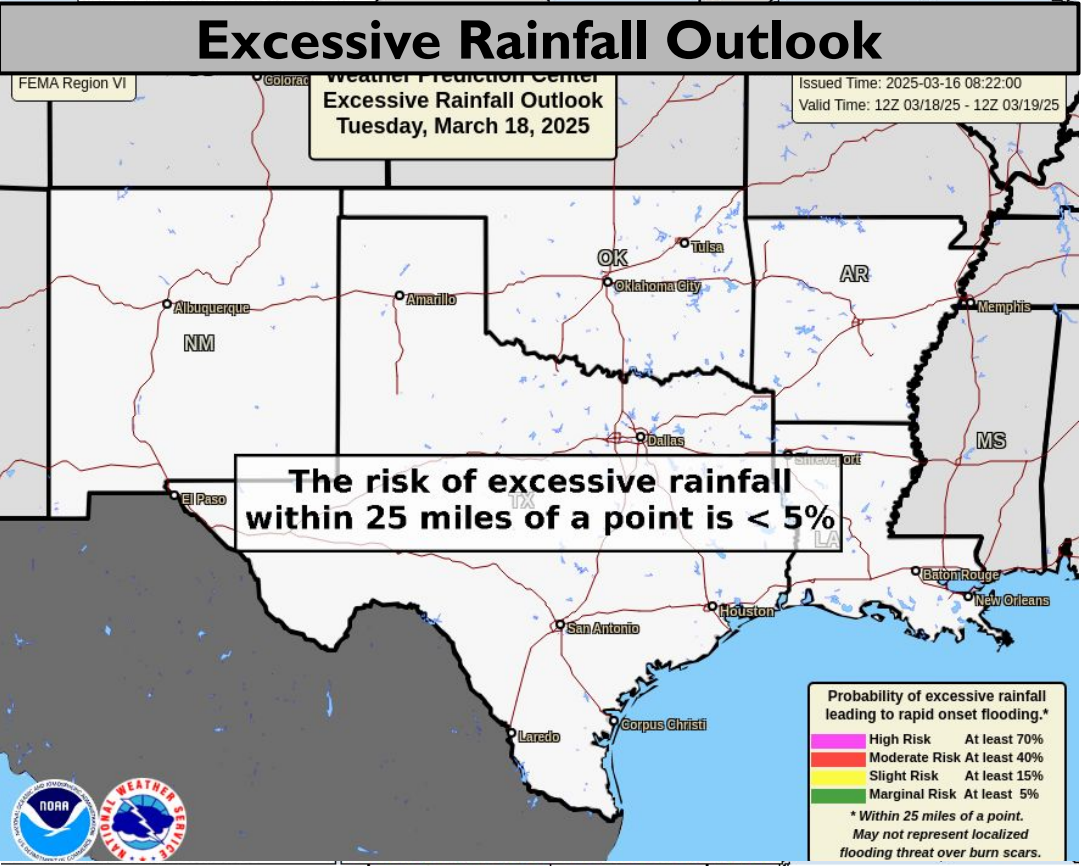 Excessive Rainfall Outlook
FEMA Region VI
Weather Prediction Center
Excessive Rainfall Outlook
Tuesday, March 18, 2025
Issued Time: 2025-03-16 08:22:00
Valid Time: 12Z 03/18/25 - 12Z 03/19/25
Colorad
Tulsa
OK
Oklahoma City
AR
Albuquerque
Amarillo
Memphis
NM
Dallas
MS
Shreveport
The risk of excessive rainfall
within 25 miles of a point is < 5%
El Paso
TX
LA
Baton Rouge
New Orleans
Houston
San Antonio
Corpus Christi
Laredo
Probability of excessive rainfall
leading to rapid onset flooding.*
High Risk At least 70%
Moderate Risk At least 40%
Slight Risk At least 15%
Marginal Risk At least 5%
* Within 25 miles of a point.
May not represent localized
flooding threat over burn scars.
NOAA
NATIONAL WEATHER SERVICE